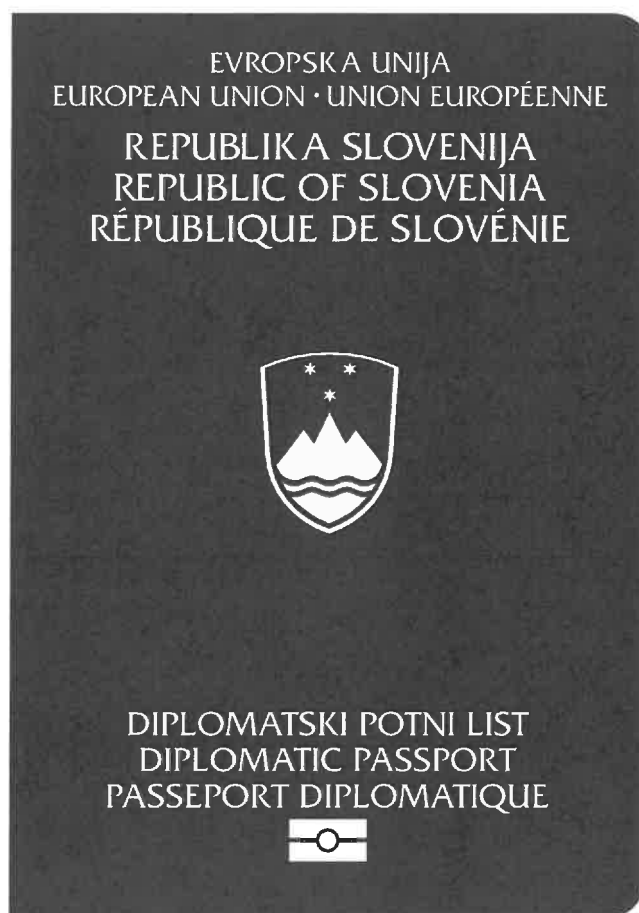 EVROPSKA UNIJA
EUROPEAN UNION · UNION EUROPÉENNE
REPUBLIKA SLOVENIJA
REPUBLIC OF SLOVENIA
RÉPUBLIQUE DE SLOVÉNIE
DIPLOMATSKI POTNI LIST
DIPLOMATIC PASSPORT
PASSEPORT DIPLOMATIQUE